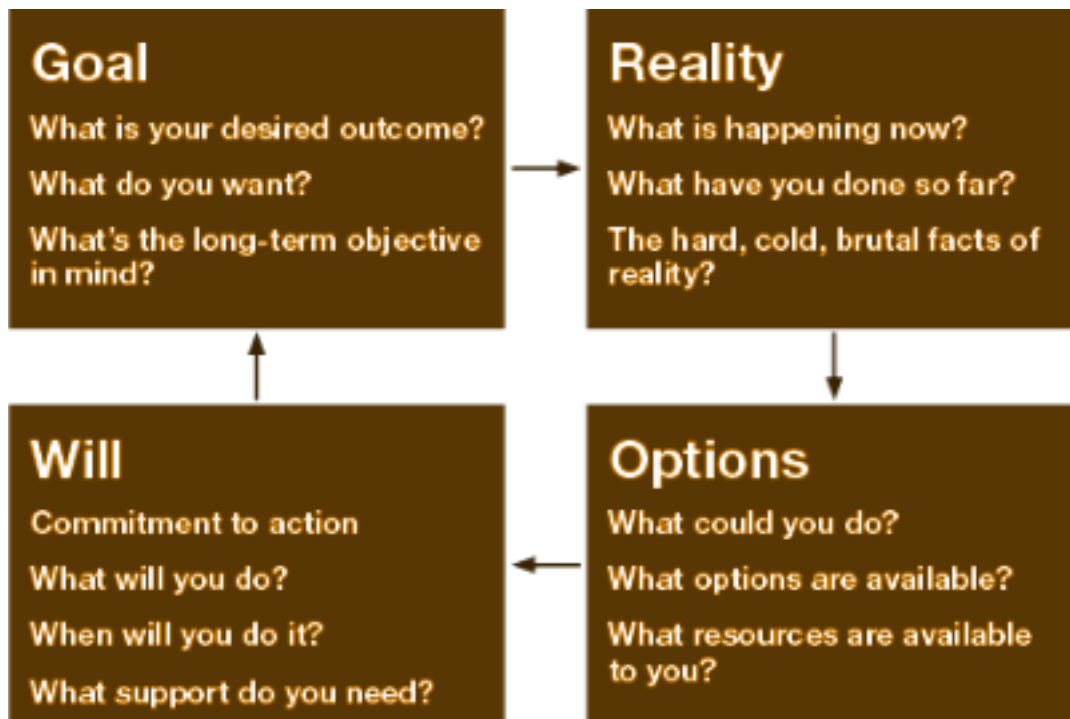 Goal
What is your desired outcome?
What do you want?
What's the long-term objective
in mind?
Reality
What is happening now?
What have you done so far?
The hard, cold, brutal facts of
reality?
Options
What could you do?
What options are available?
What resources are available
to you?
Will
Commitment to action
What will you do?
When will you do it?
What support do you need?